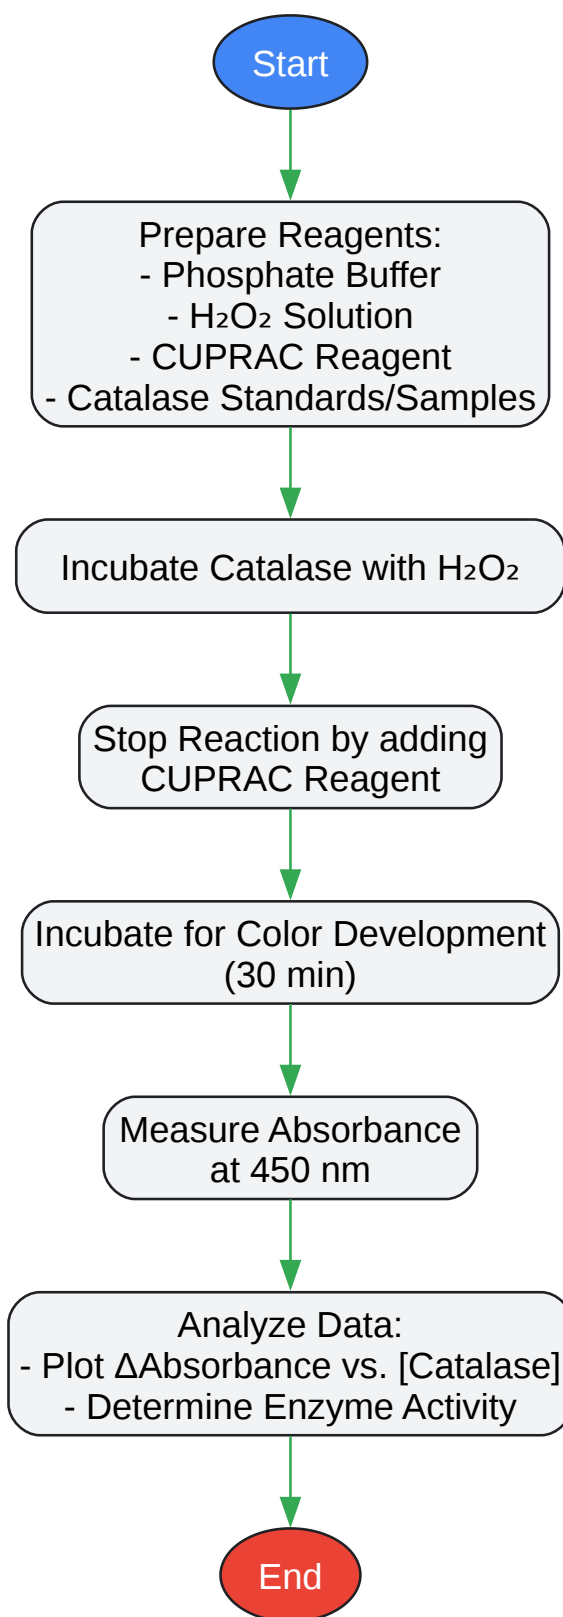 Start
Prepare Reagents:
- Phosphate Buffer
- H₂O₂ Solution
- CUPRAC Reagent
- Catalase Standards/Samples
Incubate Catalase with H₂O₂
Stop Reaction by adding
CUPRAC Reagent
Incubate for Color Development
(30 min)
Measure Absorbance
at 450 nm
Analyze Data:
- Plot ΔAbsorbance vs. [Catalase]
- Determine Enzyme Activity
End